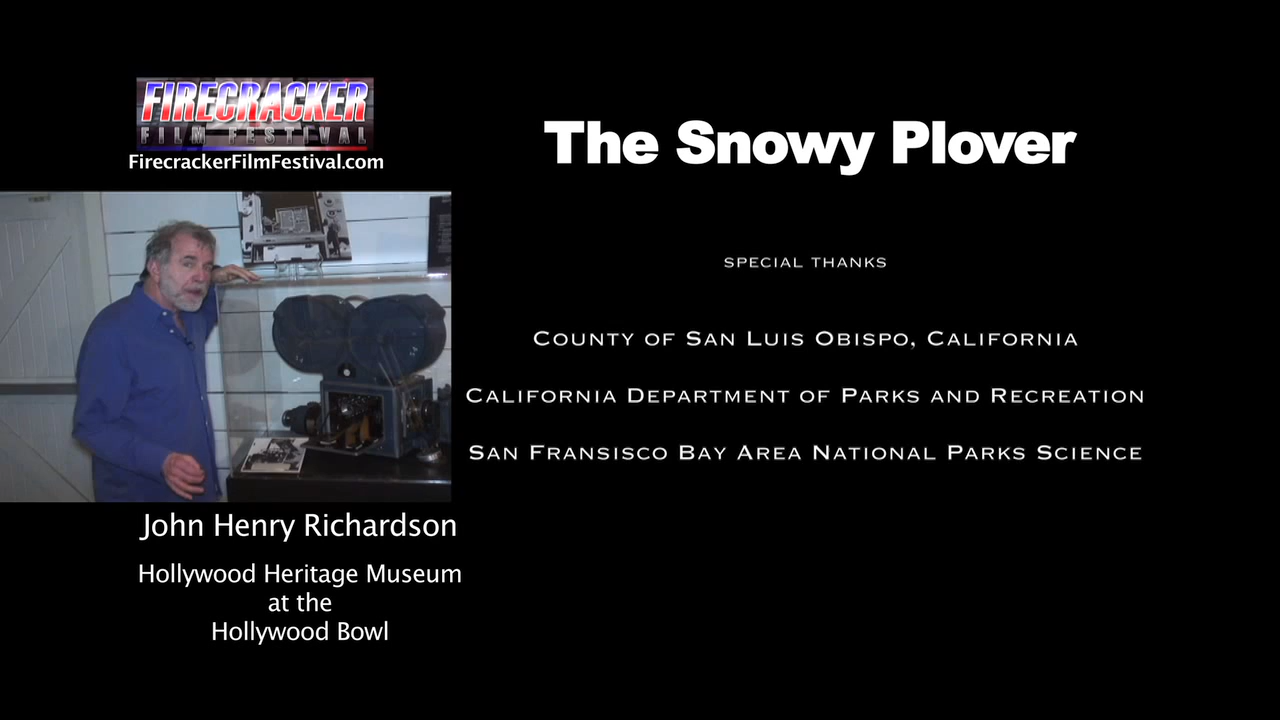 FIRECRACKER
FILM FESTIVAL
FirecrackerFilmFestival.com
John Henry Richardson
Hollywood Heritage Museum
at the
Hollywood Bowl
The Snowy Plover
SPECIAL THANKS
COUNTY OF SAN LUIS OBISPO, CALIFORNIA
CALIFORNIA DEPARTMENT OF PARKS AND RECREATION
SAN FRANSISCO BAY AREA NATIONAL PARKS SCIENCE